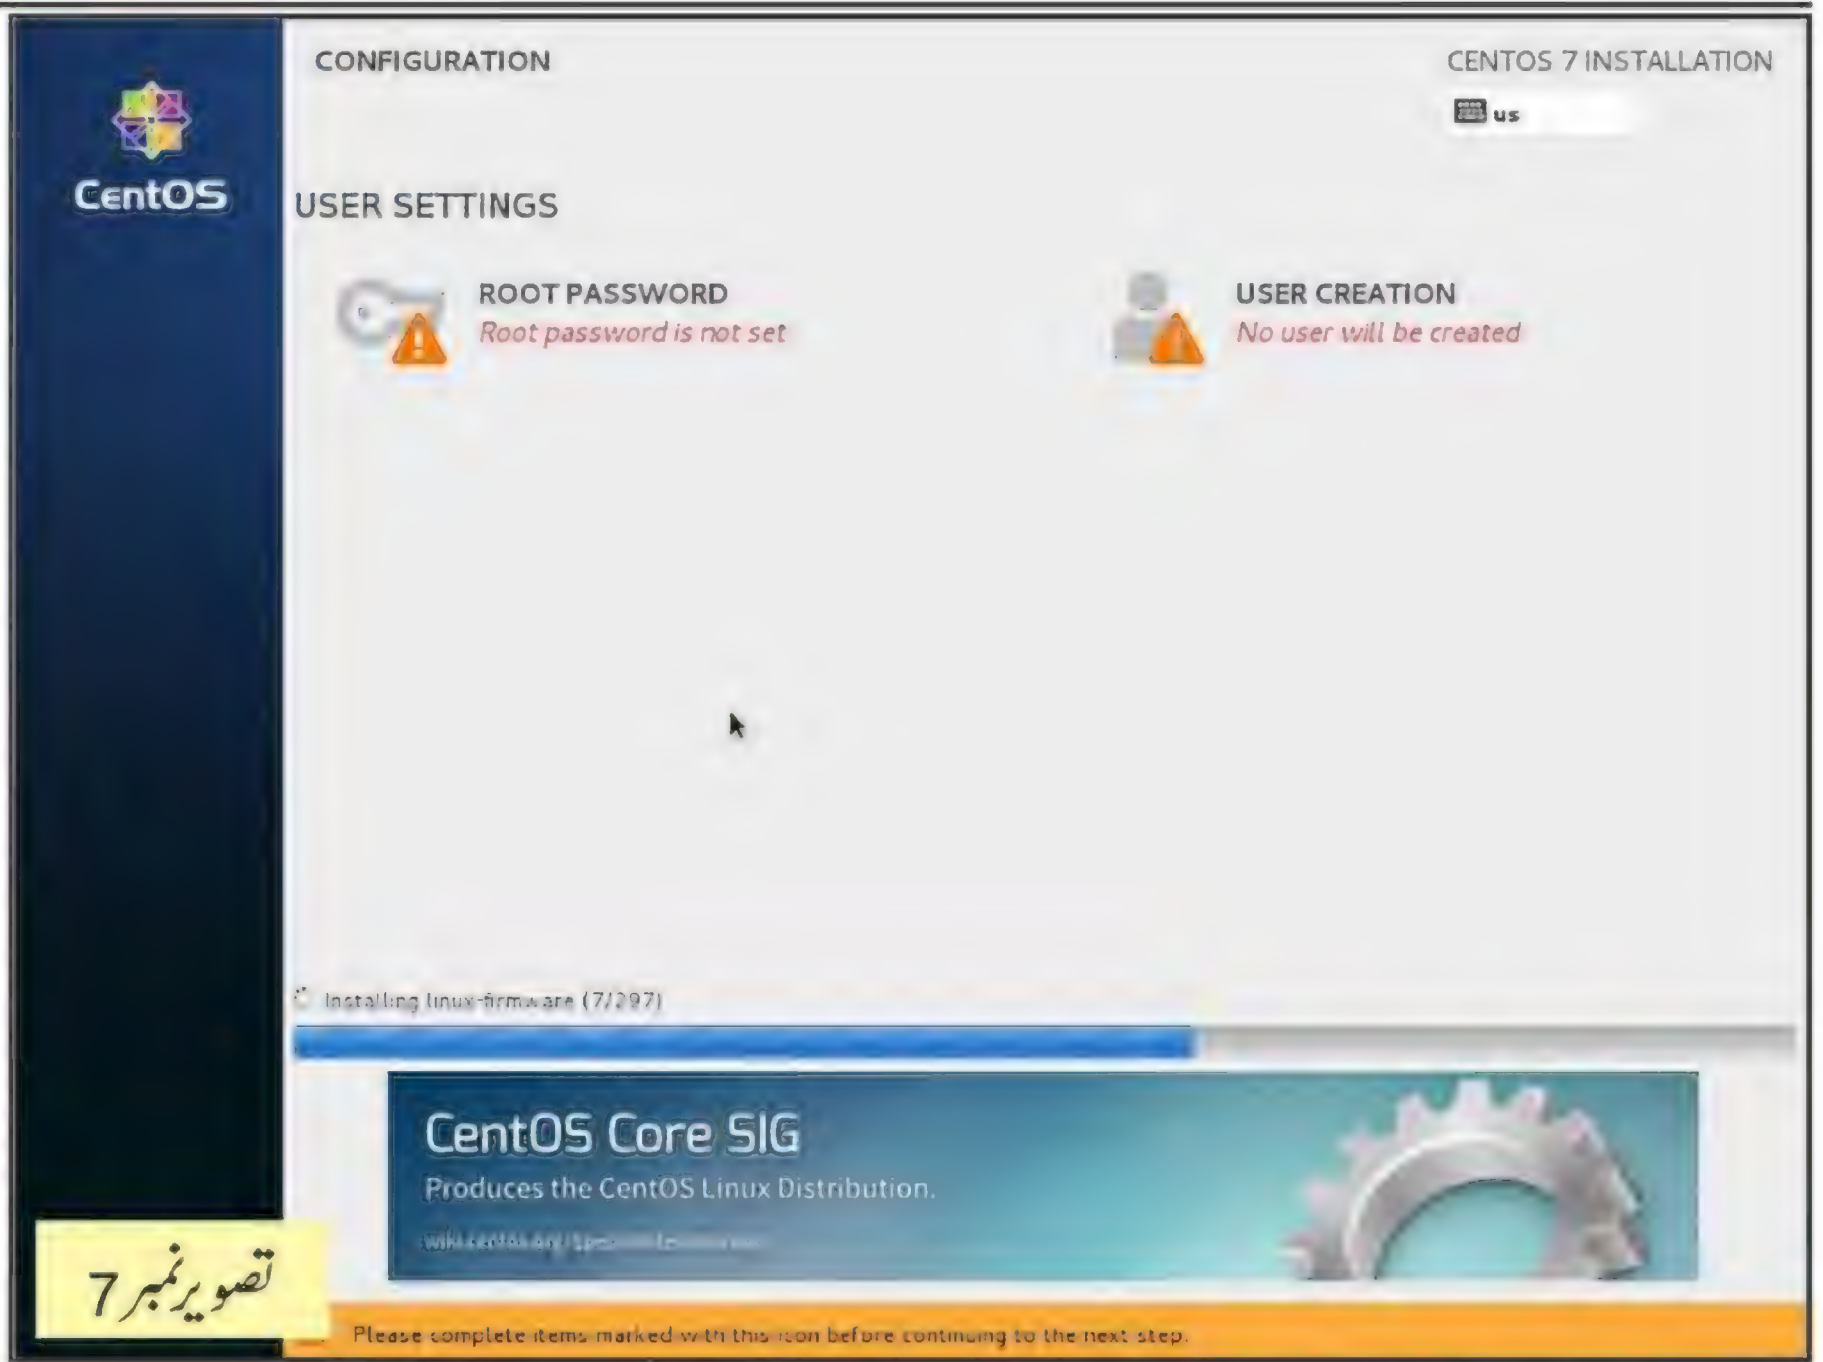 CONFIGURATION
CENTOS 7 INSTALLATION
us
CentOS
USER SETTINGS
ROOT PASSWORD
Root password is not set
USER CREATION
No user will be created
Installing linux-firmware (7/297)
CentOS Core SIG
Produces the CentOS Linux Distribution.
تصویر نمبر 7
Please complete items marked with this icon before continuing to the next step.